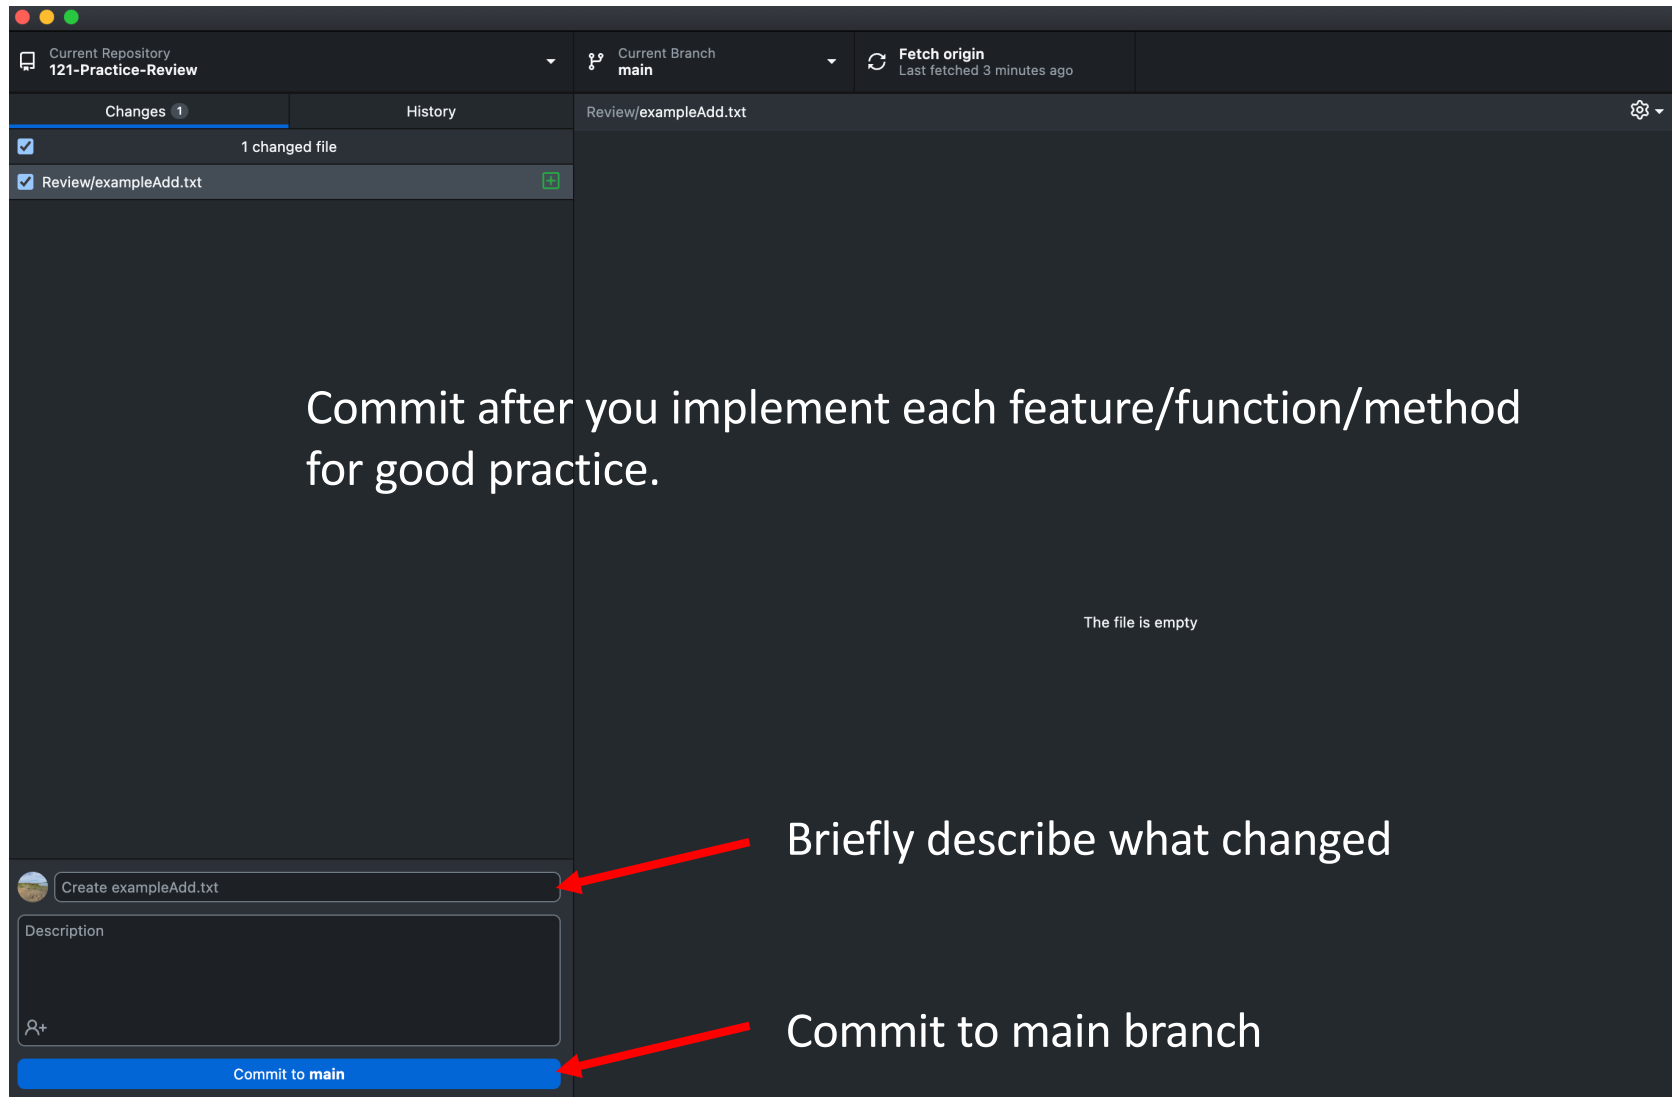 Current Repository
121-Practice-Review
Current Branch
main
Fetch origin
Last fetched 3 minutes ago
Changes 1
History
Review/exampleAdd.txt
1 changed file
Review/exampleAdd.txt
Commit after you implement each feature/function/method
for good practice.
The file is empty
Briefly describe what changed
Create exampleAdd.txt
Description
Commit to main branch
Commit to main